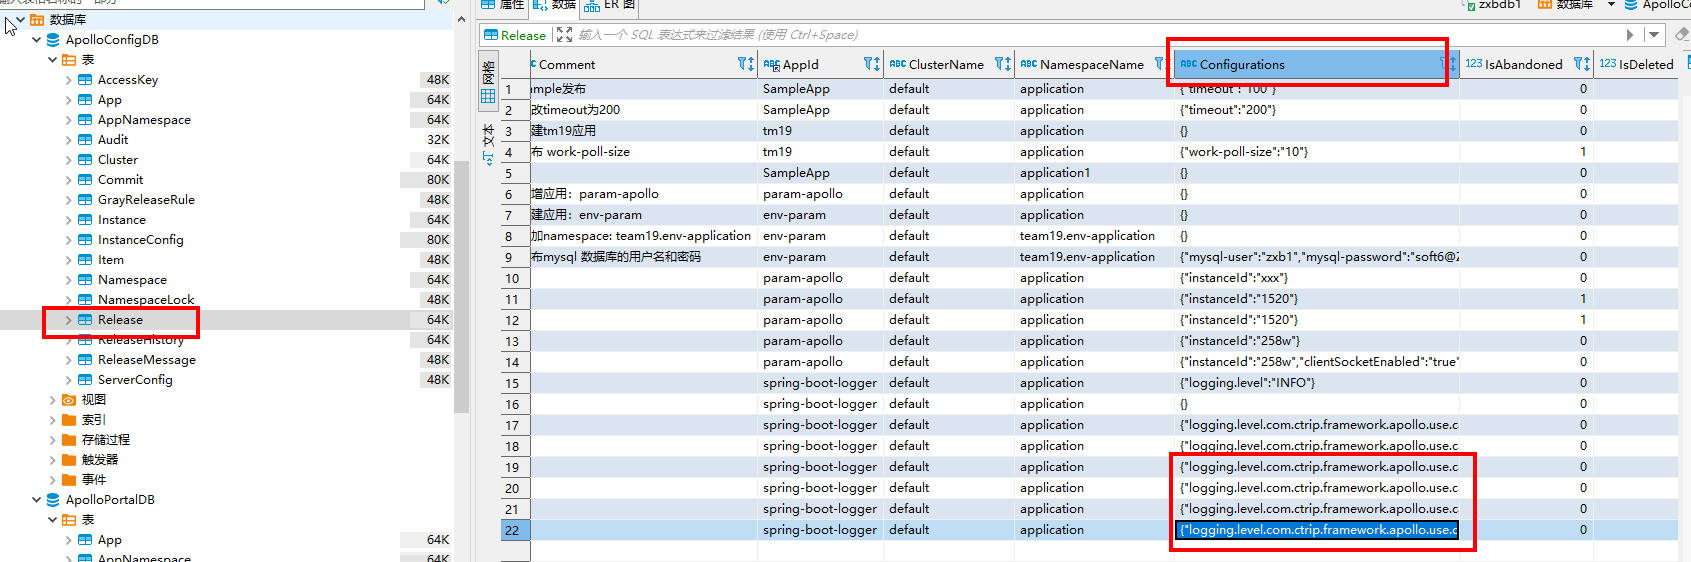 数据库
ApolloConfigDB
表
AccessKey 48K
App 64K
AppNamespace 64K
Audit 32K
Cluster 64K
Commit 80K
GrayReleaseRule 48K
Instance 64K
InstanceConfig 80K
Item 48K
Namespace 64K
NamespaceLock 48K
Release 64K
ReleaseHistory 64K
ReleaseMessage 48K
ServerConfig 48K
视图
索引
存储过程
触发器
事件
ApolloPortalDB
表
App 64K
AppNamespace 64K
属性 数据 ER 图 zxbdb1 数据库 ApolloCo
Release 输入一个 SQL 表达式来过滤结果 (使用 Ctrl+Space)
网格
文本
Comment ABC AppId ABC ClusterName ABC NamespaceName ABC Configurations 123 IsAbandoned 123 IsDeleted
1 mple发布 SampleApp default application {"timeout":"100"} 0
2 改timeout为200 SampleApp default application {"timeout":"200"} 0
3 建tm19应用 tm19 default application {} 0
4 布 work-poll-size tm19 default application {"work-poll-size":"10"} 1
5 SampleApp default application1 {} 0
6 增应用：param-apollo param-apollo default application {} 0
7 建应用：env-param env-param default application {} 0
8 加namespace: team19.env-application env-param default team19.env-application {} 0
9 布mysql 数据库的用户名和密码 env-param default team19.env-application {"mysql-user":"zxb1","mysql-password":"soft6@Z 0
10 param-apollo default application {"instanceId":"xxx"} 0
11 param-apollo default application {"instanceId":"1520"} 1
12 param-apollo default application {"instanceId":"1520"} 1
13 param-apollo default application {"instanceId":"258w"} 0
14 param-apollo default application {"instanceId":"258w","clientSocketEnabled":"true" 0
15 spring-boot-logger default application {"logging.level":"INFO"} 0
16 spring-boot-logger default application {} 0
17 spring-boot-logger default application {"logging.level.com.ctrip.framework.apollo.use.c 0
18 spring-boot-logger default application {"logging.level.com.ctrip.framework.apollo.use.c 0
19 spring-boot-logger default application {"logging.level.com.ctrip.framework.apollo.use.c 0
20 spring-boot-logger default application {"logging.level.com.ctrip.framework.apollo.use.c 0
21 spring-boot-logger default application {"logging.level.com.ctrip.framework.apollo.use.c 0
22 spring-boot-logger default application {"logging.level.com.ctrip.framework.apollo.use.c 0